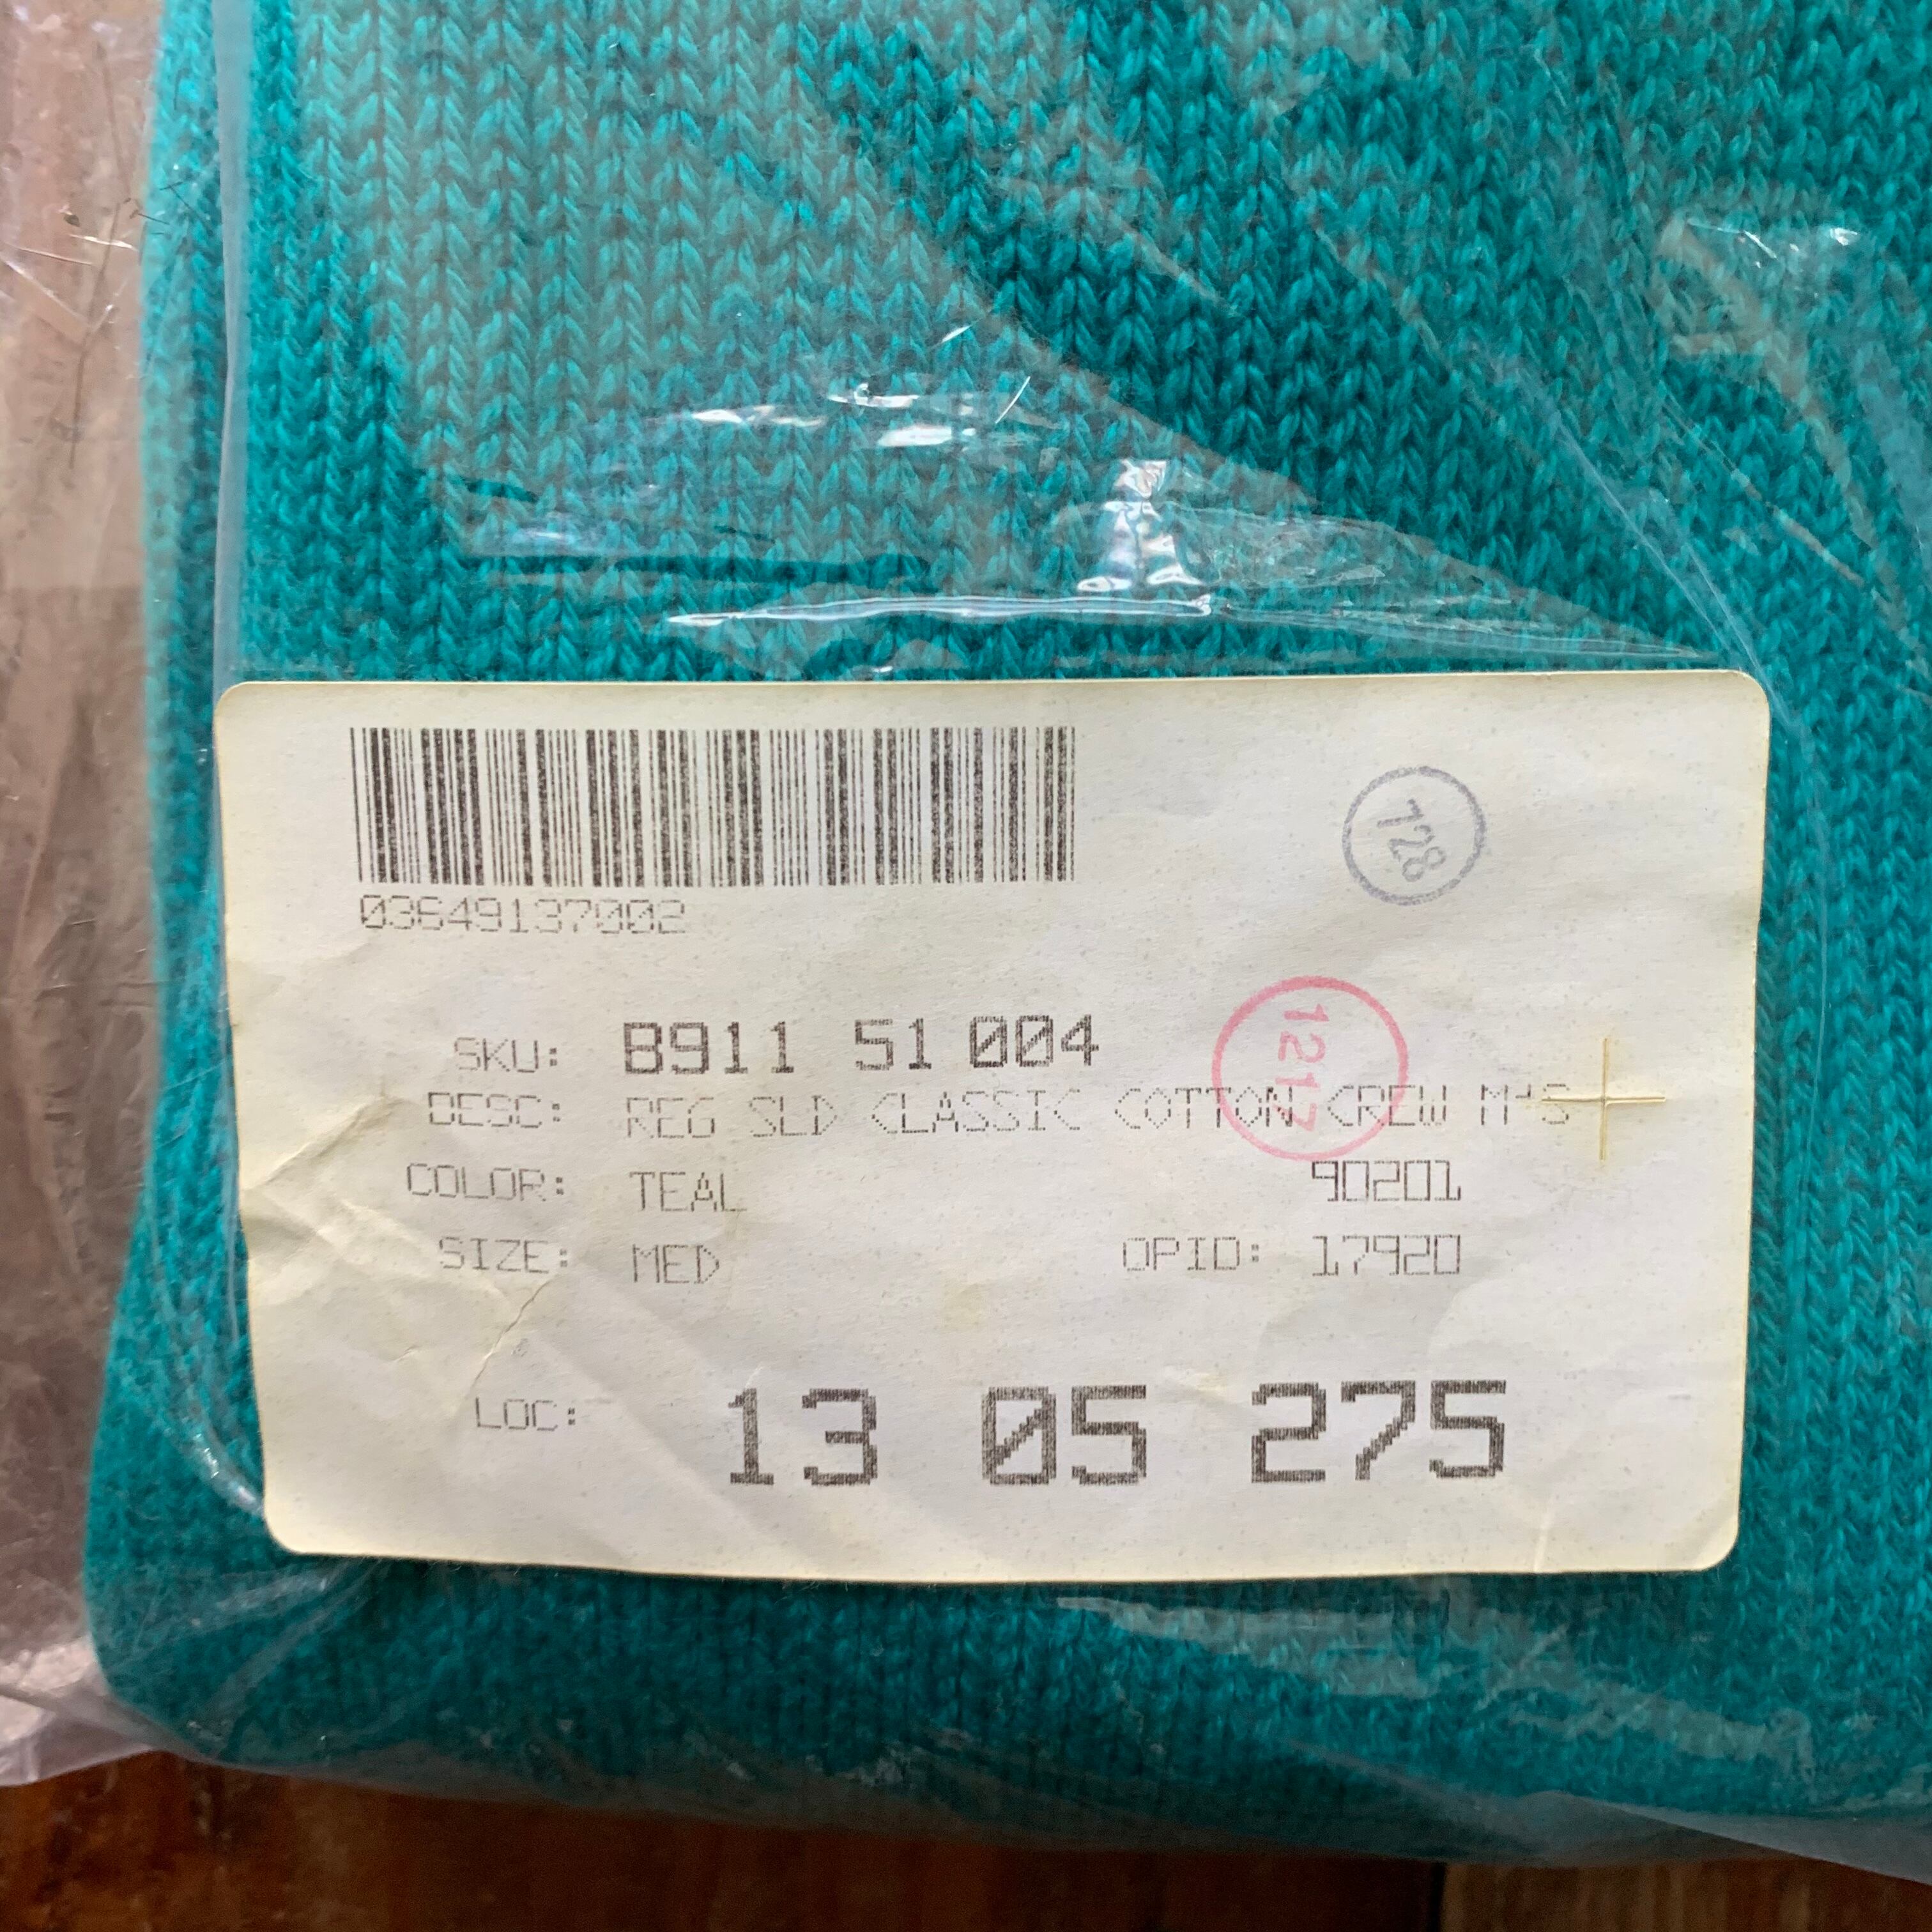 03649137002
728
SKU: B911 51 004
1217
DESC: REG SLD CLASSIC COTTON CREW M'S
COLOR: TEAL 90201
SIZE: MED OPID: 17920
LOC: 13 05 275